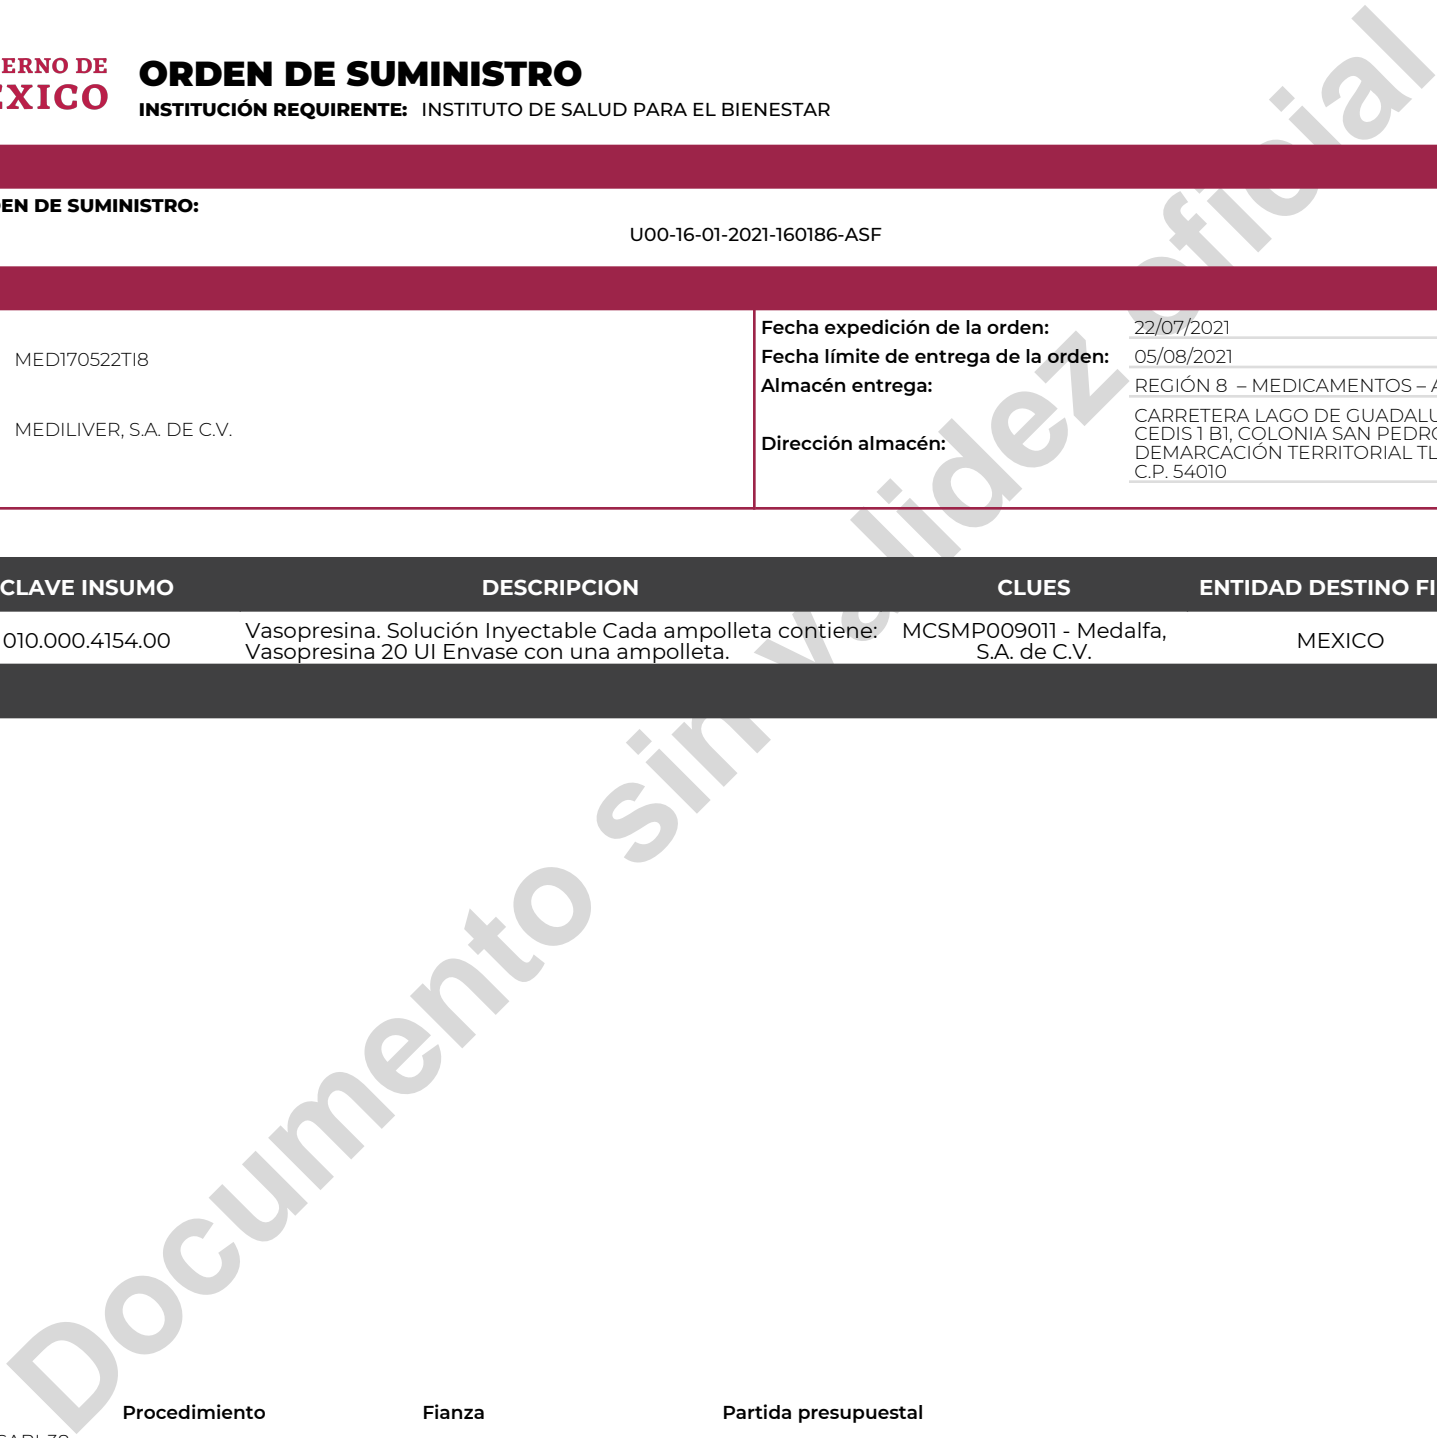 ERNO DE
ORDEN DE SUMINISTRO
INSTITUCIÓN REQUIRENTE: INSTITUTO DE SALUD PARA EL BIENESTAR
EN DE SUMINISTRO:
U00-16-01-2021-160186-ASF
MED170522TI8
MEDILIVER, S.A. DE C.V.
Fecha expedición de la orden: 22/07/2021
Fecha límite de entrega de la orden: 05/08/2021
Almacén entrega: REGIÓN 8 – MEDICAMENTOS – A
Dirección almacén: CARRETERA LAGO DE GUADALU
CEDIS 1 B1, COLONIA SAN PEDRO
DEMARCACIÓN TERRITORIAL TL
C.P. 54010
CLAVE INSUMO DESCRIPCION CLUES ENTIDAD DESTINO FI
010.000.4154.00 Vasopresina. Solución Inyectable Cada ampolleta contiene: Vasopresina 20 UI Envase con una ampolleta. MCSMP009011 - Medalfa, S.A. de C.V. MEXICO
Procedimiento Fianza Partida presupuestal
Documento sin validez oficial